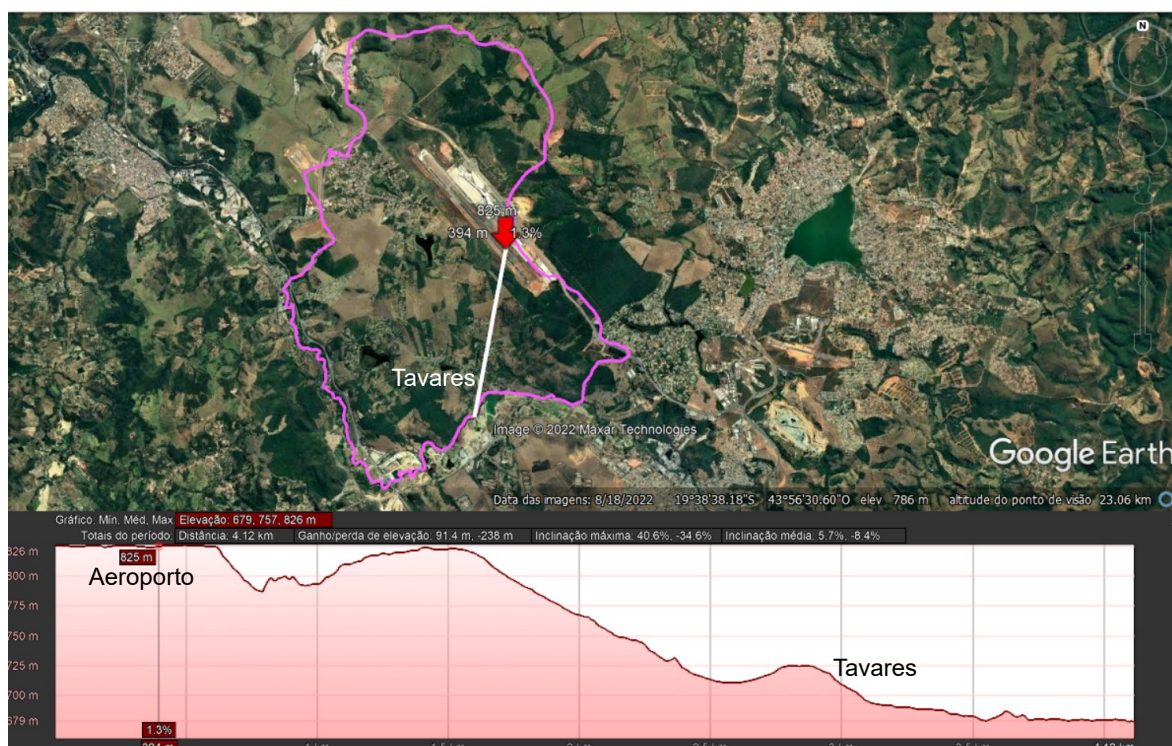 N
825 m
394 m 1.3%
Tavares
Image © 2022 Maxar Technologies
Google Earth
Data das imagens: 8/18/2022 19°38'38.18"S 43°56'30.60"O elev 786 m altitude do ponto de visão 23.06 km
Gráfico: Mín. Méd, Max Elevação: 679, 757, 826 m
Totais do período: Distância: 4.12 km Ganho/perda de elevação: 91.4 m, -238 m Inclinação máxima: 40.6%, -34.6% Inclinação média: 5.7%, -8.4%
826 m
825 m
Aeroporto
800 m
775 m
750 m
725 m
Tavares
700 m
679 m
1.3%